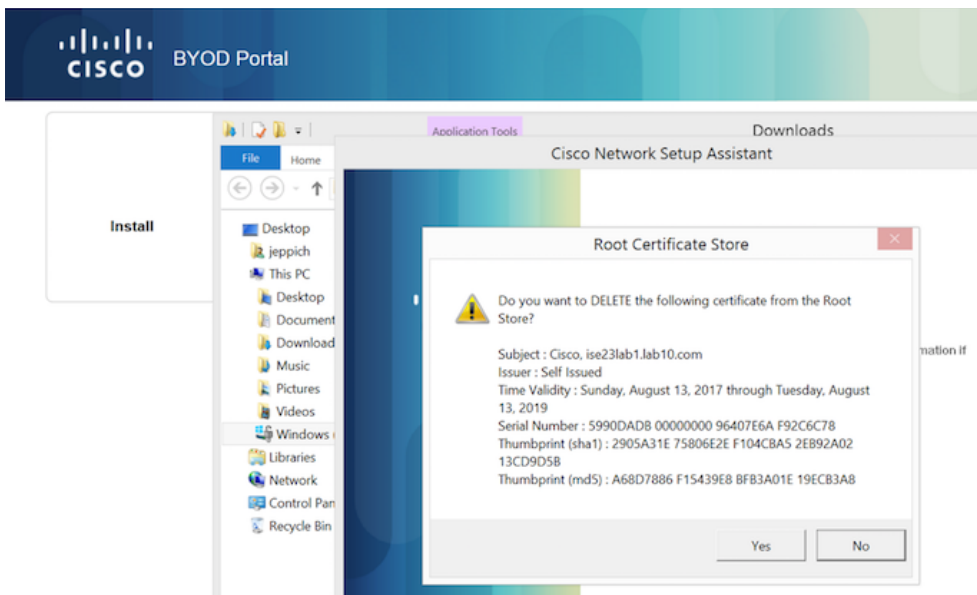 CISCO
BYOD Portal
Application Tools
Downloads
File
Home
Cisco Network Setup Assistant
Install
Desktop
jeppich
This PC
Desktop
Document
Download
Music
Pictures
Videos
Windows
Libraries
Network
Control Pan
Recycle Bin
Root Certificate Store
Do you want to DELETE the following certificate from the Root
Store?
Subject : Cisco, ise23lab1.lab10.com
Issuer : Self Issued
Time Validity : Sunday, August 13, 2017 through Tuesday, August
13, 2019
Serial Number : 5990DADB 00000000 96407E6A F92C6C78
Thumbprint (sha1) : 2905A31E 75806E2E F104CBA5 2EB92A02
13CD9D5B
Thumbprint (md5) : A68D7886 F15439E8 BFB3A01E 19ECB3A8
mation if
Yes
No